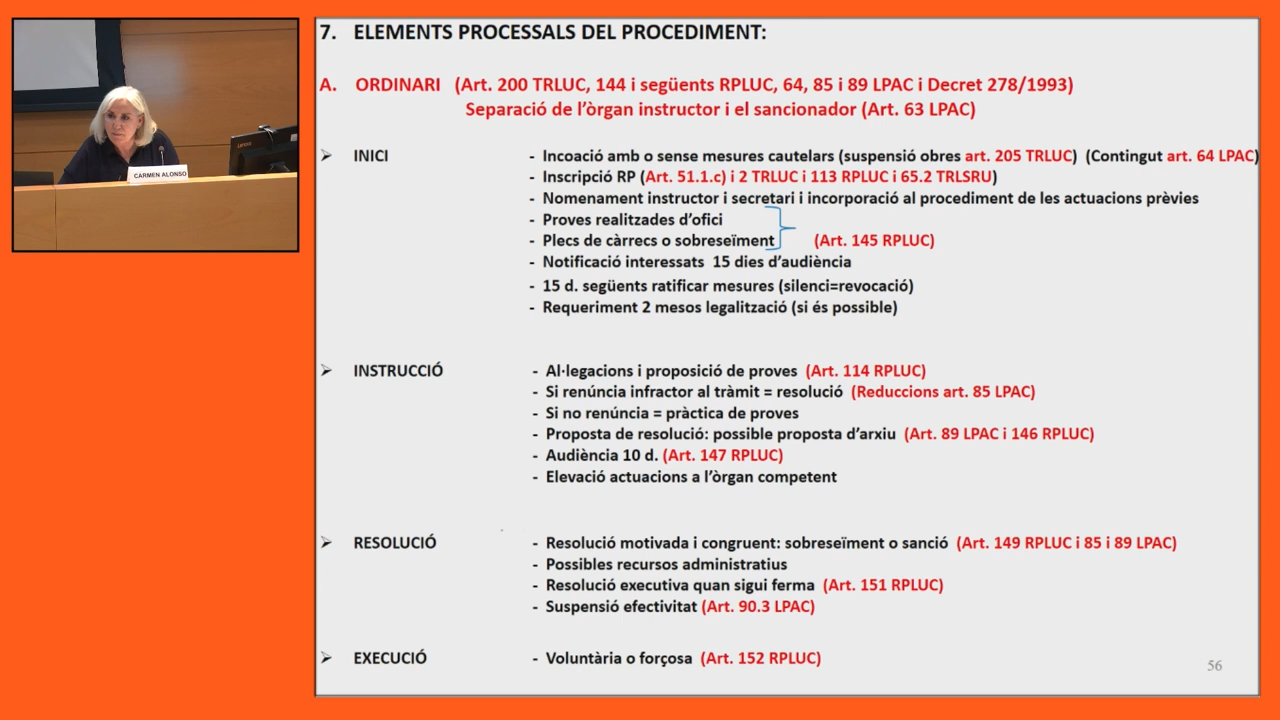 7. ELEMENTS PROCESSALS DEL PROCEDIMENT:
A. ORDINARI (Art. 200 TRLUC, 144 i següents RPLUC, 64, 85 i 89 LPAC i Decret 278/1993)
Separació de l'òrgan instructor i el sancionador (Art. 63 LPAC)
➢ INICI - Incoació amb o sense mesures cautelars (suspensió obres art. 205 TRLUC) (Contingut art. 64 LPAC)
- Inscripció RP (Art. 51.1.c) i 2 TRLUC i 113 RPLUC i 65.2 TRLSRU)
- Nomenament instructor i secretari i incorporació al procediment de les actuacions prèvies
- Proves realitzades d'ofici
- Plecs de càrrecs o sobreseïment (Art. 145 RPLUC)
- Notificació interessats 15 dies d'audiència
- 15 d. següents ratificar mesures (silenci=revocació)
- Requeriment 2 mesos legalització (si és possible)
➢ INSTRUCCIÓ - Al·legacions i proposició de proves (Art. 114 RPLUC)
- Si renúncia infractor al tràmit = resolució (Reduccions art. 85 LPAC)
- Si no renúncia = pràctica de proves
- Proposta de resolució: possible proposta d'arxiu (Art. 89 LPAC i 146 RPLUC)
- Audiència 10 d. (Art. 147 RPLUC)
- Elevació actuacions a l'òrgan competent
➢ RESOLUCIÓ - Resolució motivada i congruent: sobreseïment o sanció (Art. 149 RPLUC i 85 i 89 LPAC)
- Possibles recursos administratius
- Resolució executiva quan sigui ferma (Art. 151 RPLUC)
- Suspensió efectivitat (Art. 90.3 LPAC)
➢ EXECUCIÓ - Voluntària o forçosa (Art. 152 RPLUC)
56
CARMEN ALONSO
Lenovo